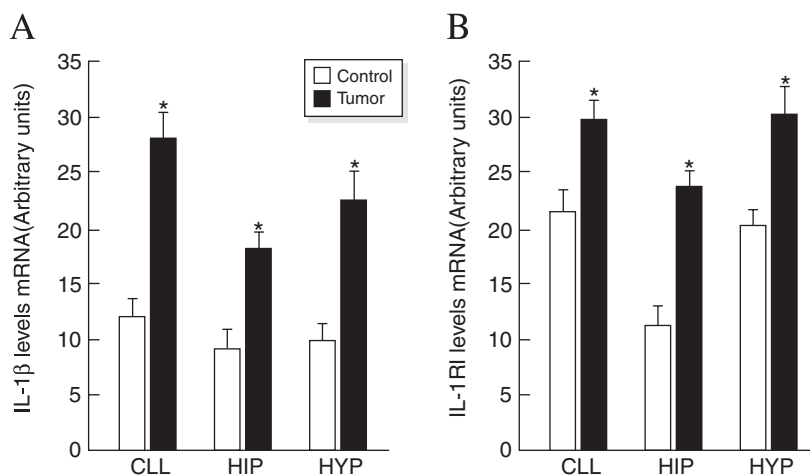 A
IL-1β levels mRNA(Arbitrary units)
35
30
25
20
15
10
5
0
*
*
*
CLL
HIP
HYP
Control
Tumor
B
IL-1RI levels mRNA(Arbitrary units)
35
30
25
20
15
10
5
0
*
*
*
CLL
HIP
HYP